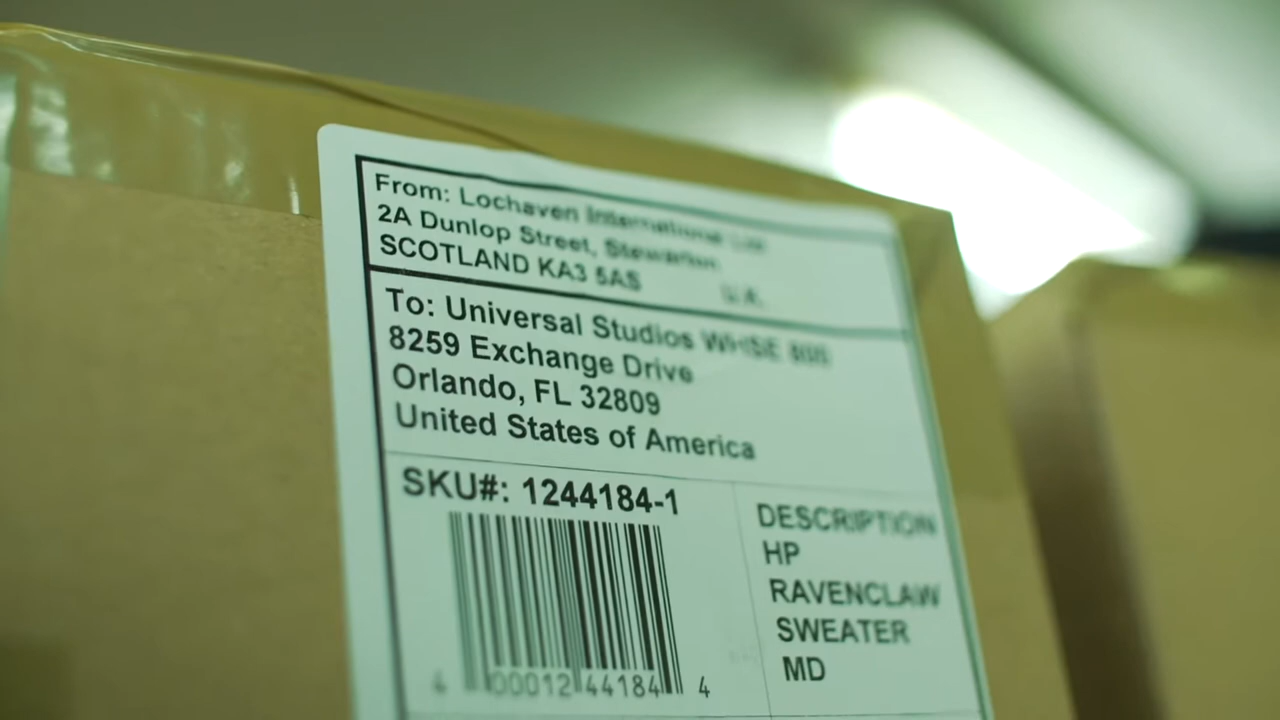 From: Lochaven International Ltd
2A Dunlop Street, Stewarton
SCOTLAND KA3 5AS U.K.
To: Universal Studios WHSE 800
8259 Exchange Drive
Orlando, FL 32809
United States of America
SKU#: 1244184-1
4 00012 44184 4
DESCRIPTION
HP
RAVENCLAW
SWEATER
MD